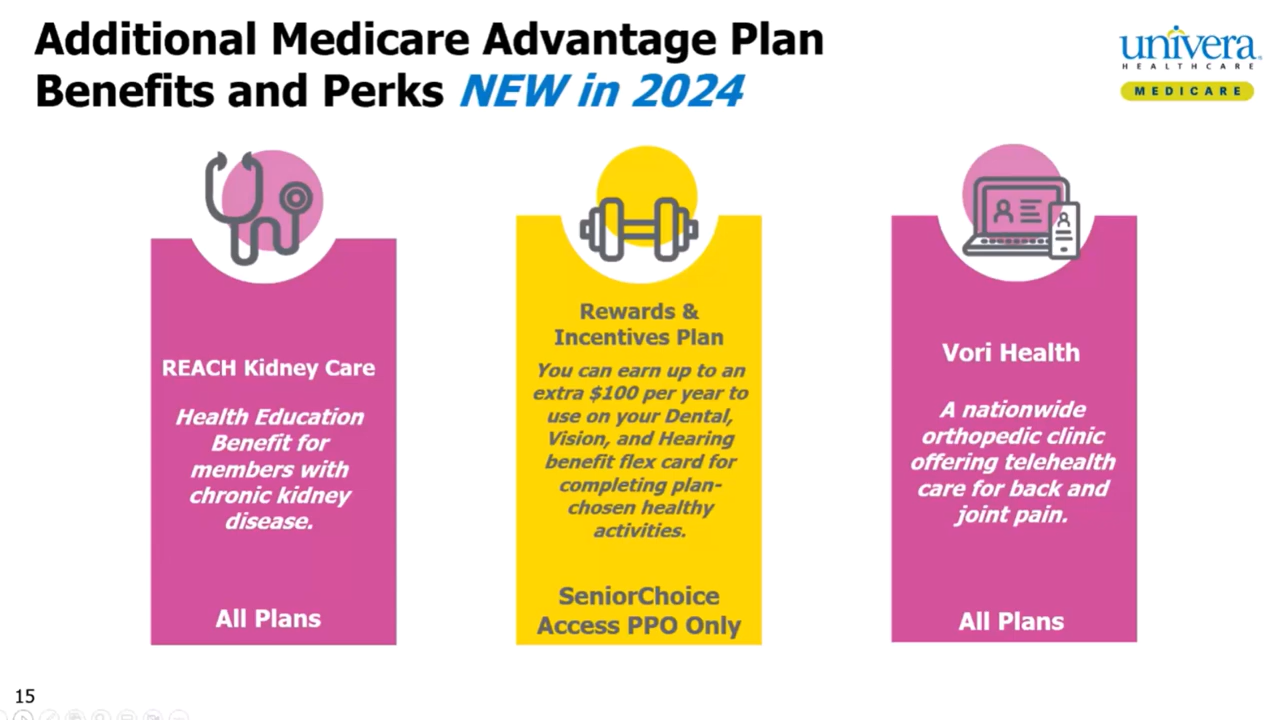 Additional Medicare Advantage Plan
Benefits and Perks NEW in 2024
univera
HEALTHCARE
MEDICARE
REACH Kidney Care
Health Education
Benefit for
members with
chronic kidney
disease.
All Plans
Rewards &
Incentives Plan
You can earn up to an
extra $100 per year to
use on your Dental,
Vision, and Hearing
benefit flex card for
completing plan-
chosen healthy
activities.
SeniorChoice
Access PPO Only
Vori Health
A nationwide
orthopedic clinic
offering telehealth
care for back and
joint pain.
All Plans
15